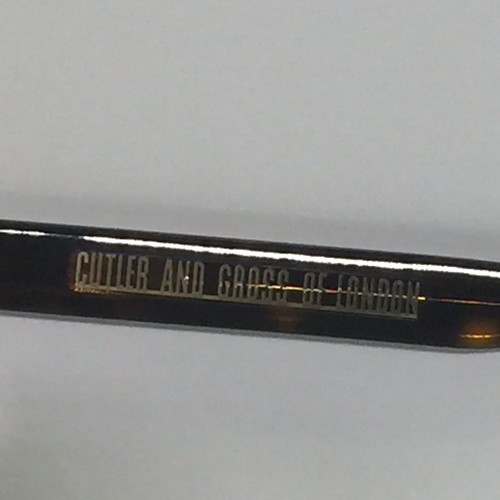 CUTLER AND GROSS OF LONDON